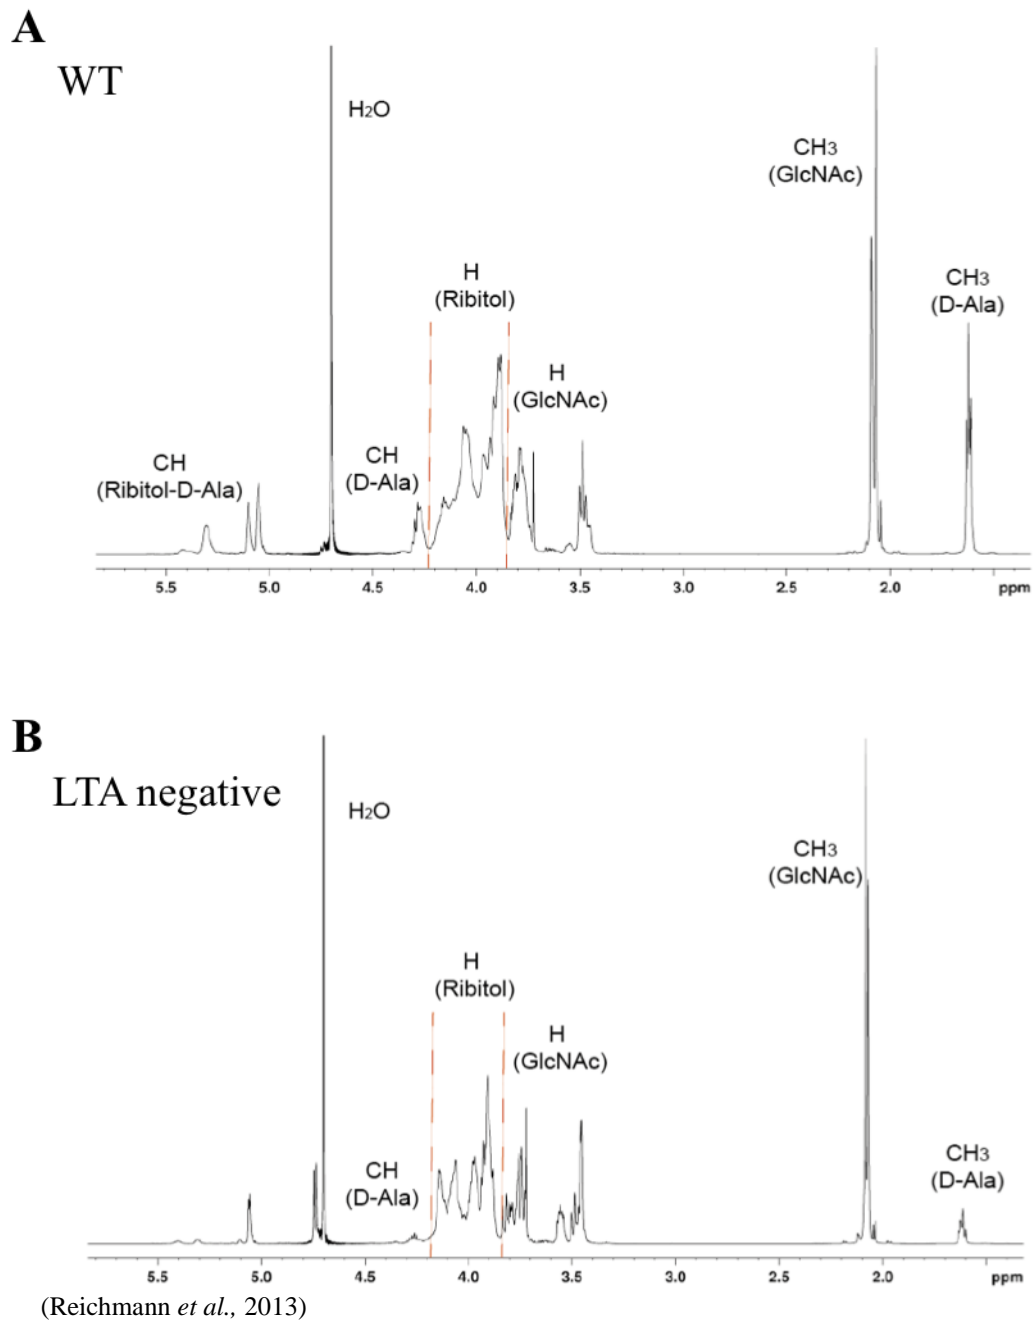 A
WT
H2O
CH3
(GlcNAc)
H
(Ribitol)
CH3
(D-Ala)
H
(GlcNAc)
CH
(Ribitol-D-Ala)
CH
(D-Ala)
5.5 5.0 4.5 4.0 3.5 3.0 2.5 2.0 ppm
B
LTA negative
H2O
CH3
(GlcNAc)
H
(Ribitol)
H
(GlcNAc)
CH
(D-Ala)
CH3
(D-Ala)
5.5 5.0 4.5 4.0 3.5 3.0 2.5 2.0 ppm
(Reichmann et al., 2013)